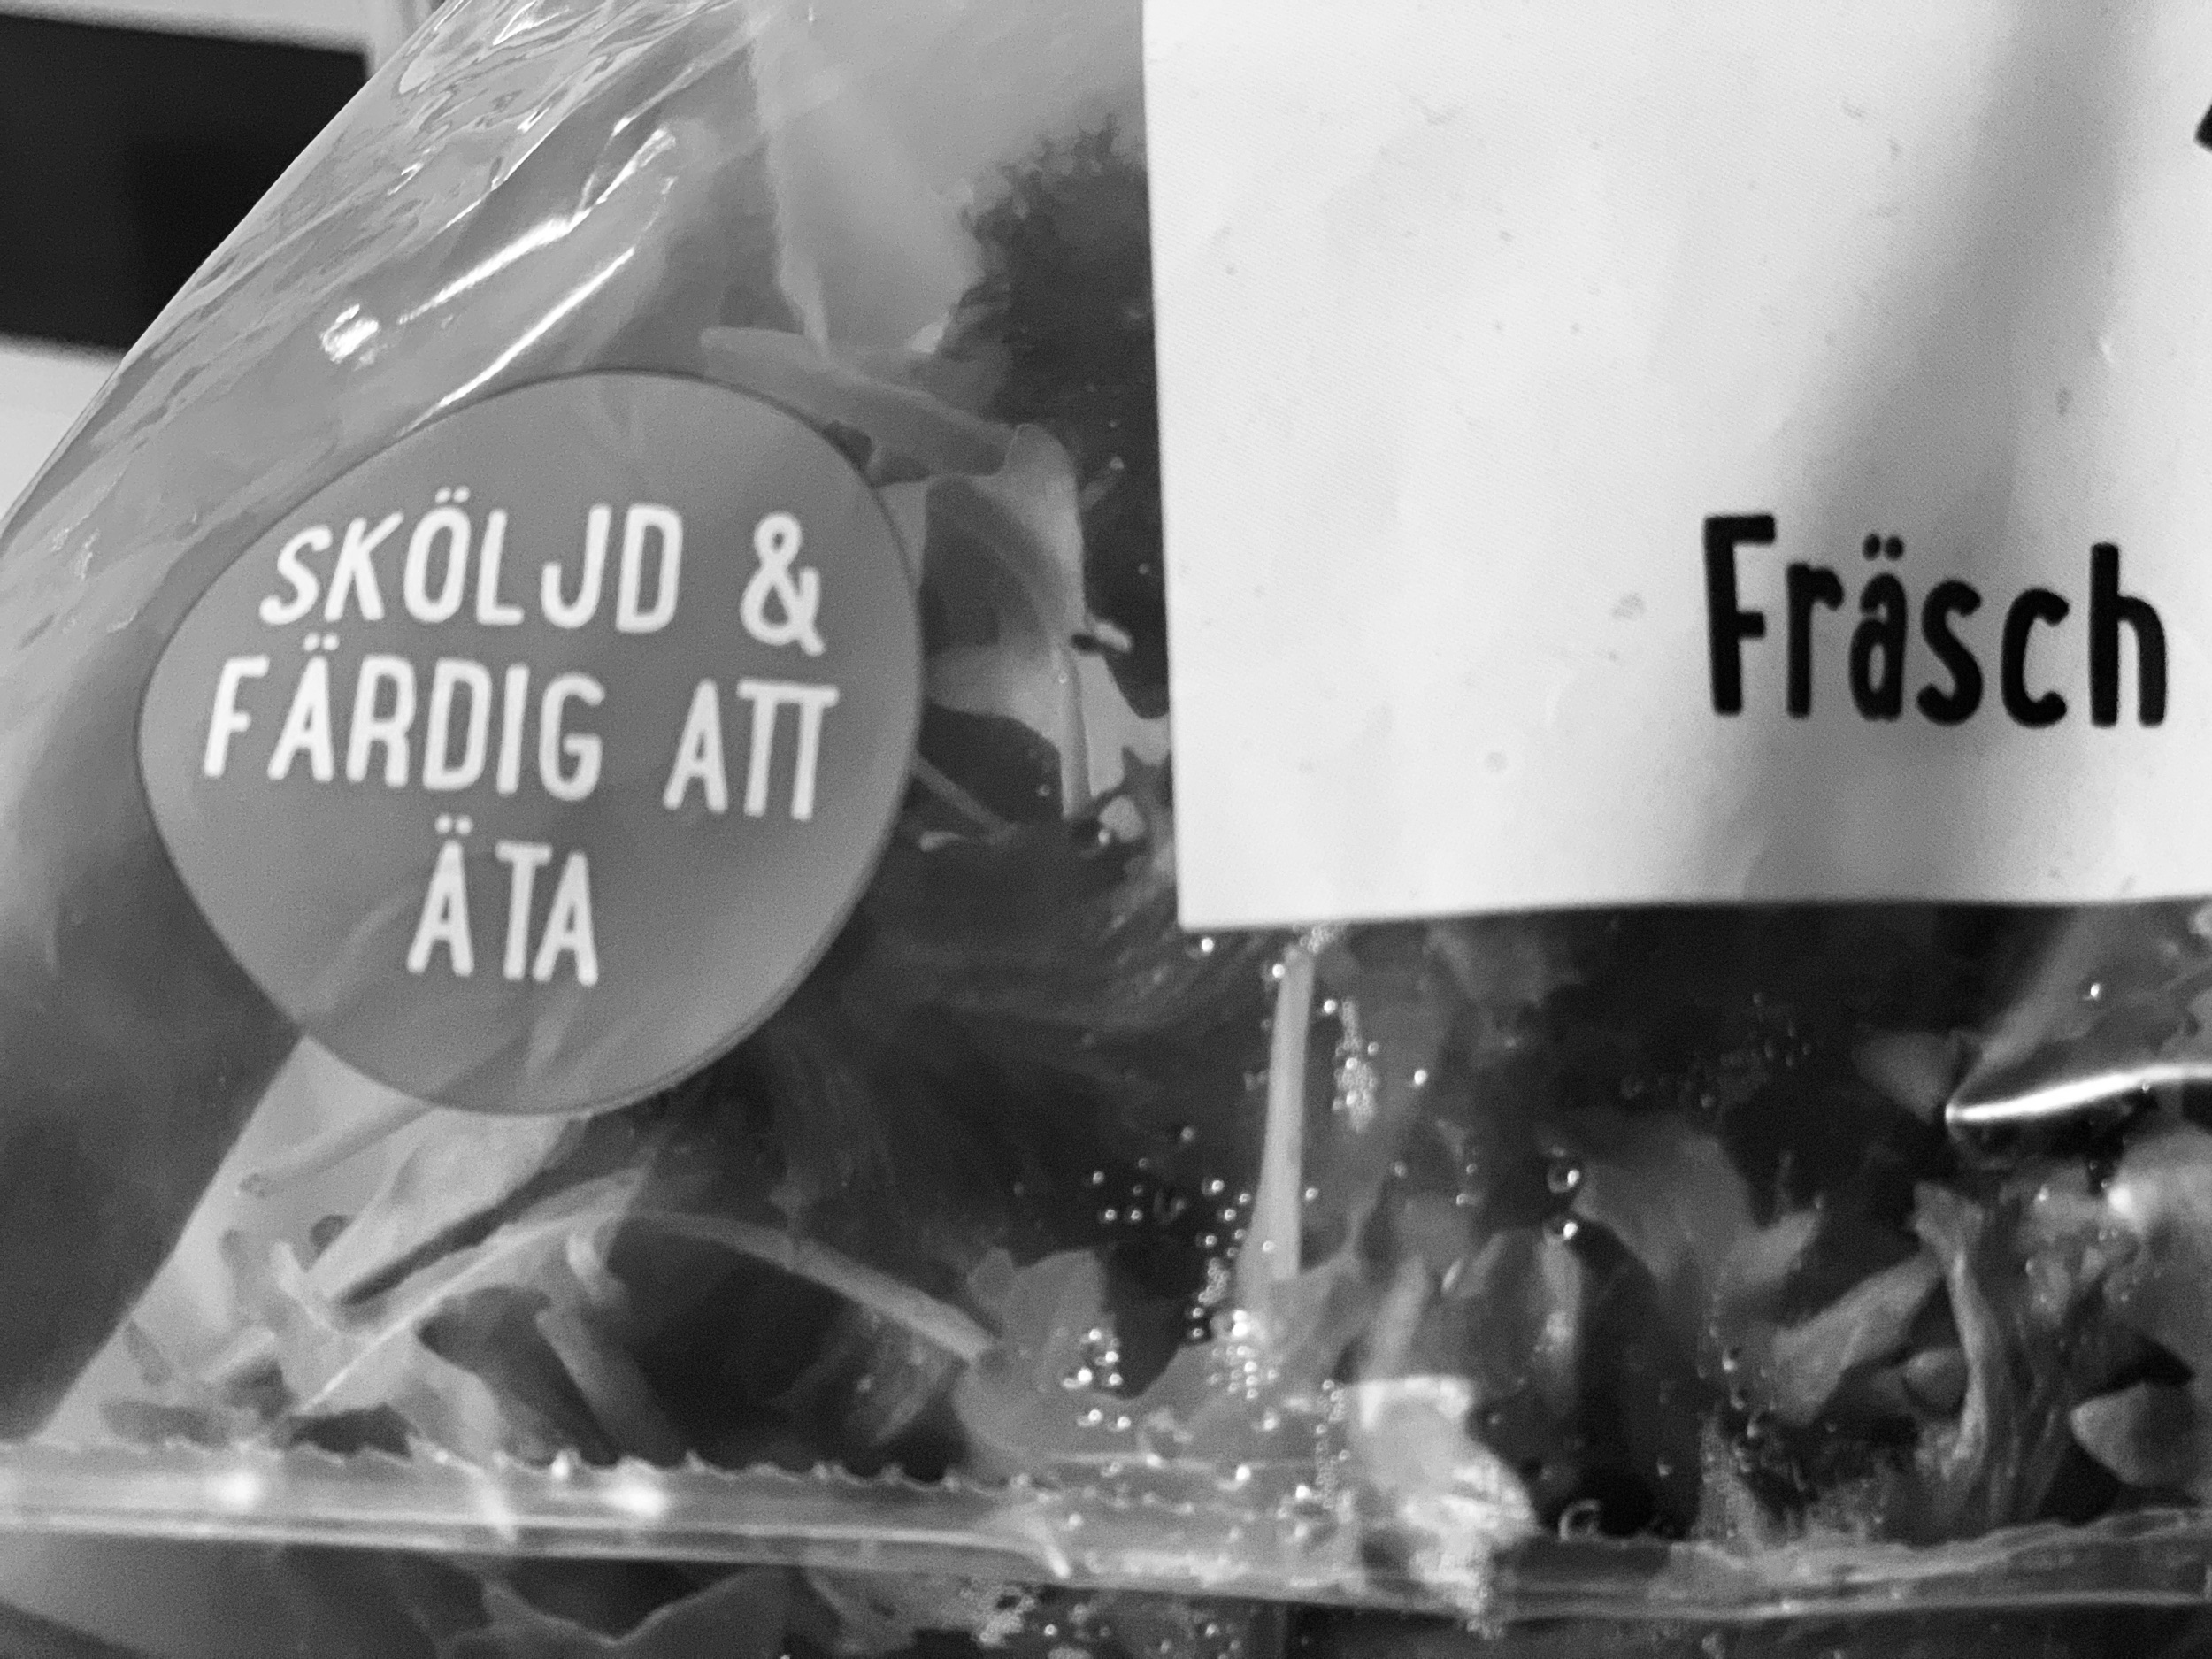 SKÖLJD &
FÄRDIG ATT
ÄTA
Fräsch